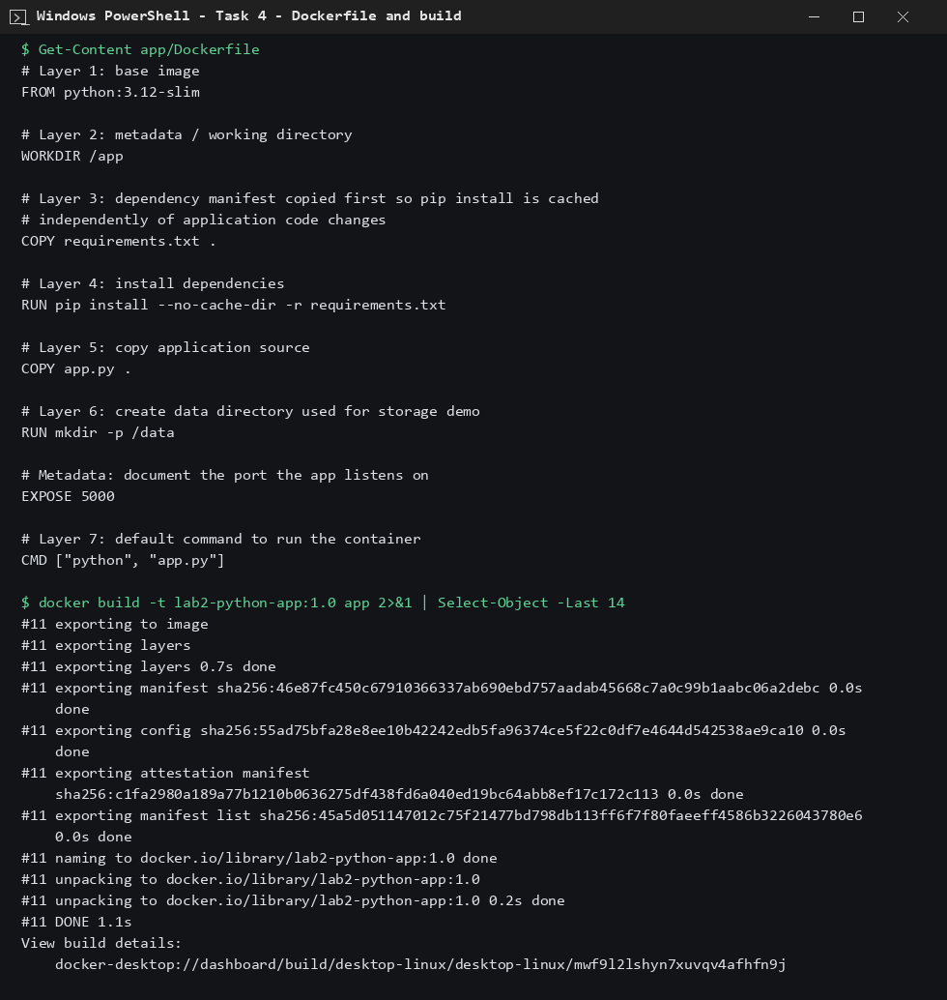 Windows PowerShell - Task 4 - Dockerfile and build
$ Get-Content app/Dockerfile
# Layer 1: base image
FROM python:3.12-slim
# Layer 2: metadata / working directory
WORKDIR /app
# Layer 3: dependency manifest copied first so pip install is cached
# independently of application code changes
COPY requirements.txt .
# Layer 4: install dependencies
RUN pip install --no-cache-dir -r requirements.txt
# Layer 5: copy application source
COPY app.py .
# Layer 6: create data directory used for storage demo
RUN mkdir -p /data
# Metadata: document the port the app listens on
EXPOSE 5000
# Layer 7: default command to run the container
CMD ["python", "app.py"]
$ docker build -t lab2-python-app:1.0 app 2>&1 | Select-Object -Last 14
#11 exporting to image
#11 exporting layers
#11 exporting layers 0.7s done
#11 exporting manifest sha256:46e87fc450c67910366337ab690ebd757aadab45668c7a0c99b1aabc06a2debc 0.0s
done
#11 exporting config sha256:55ad75bfa28e8ee10b42242edb5fa96374ce5f22c0df7e4644d542538ae9ca10 0.0s
done
#11 exporting attestation manifest
sha256:c1fa2980a189a77b1210b0636275df438fd6a040ed19bc64abb8ef17c172c113 0.0s done
#11 exporting manifest list sha256:45a5d051147012c75f21477bd798db113ff6f7f80faeeff4586b3226043780e6
0.0s done
#11 naming to docker.io/library/lab2-python-app:1.0 done
#11 unpacking to docker.io/library/lab2-python-app:1.0
#11 unpacking to docker.io/library/lab2-python-app:1.0 0.2s done
#11 DONE 1.1s
View build details:
docker-desktop://dashboard/build/desktop-linux/desktop-linux/mwf9l2lshyn7xuvqv4afhfn9j